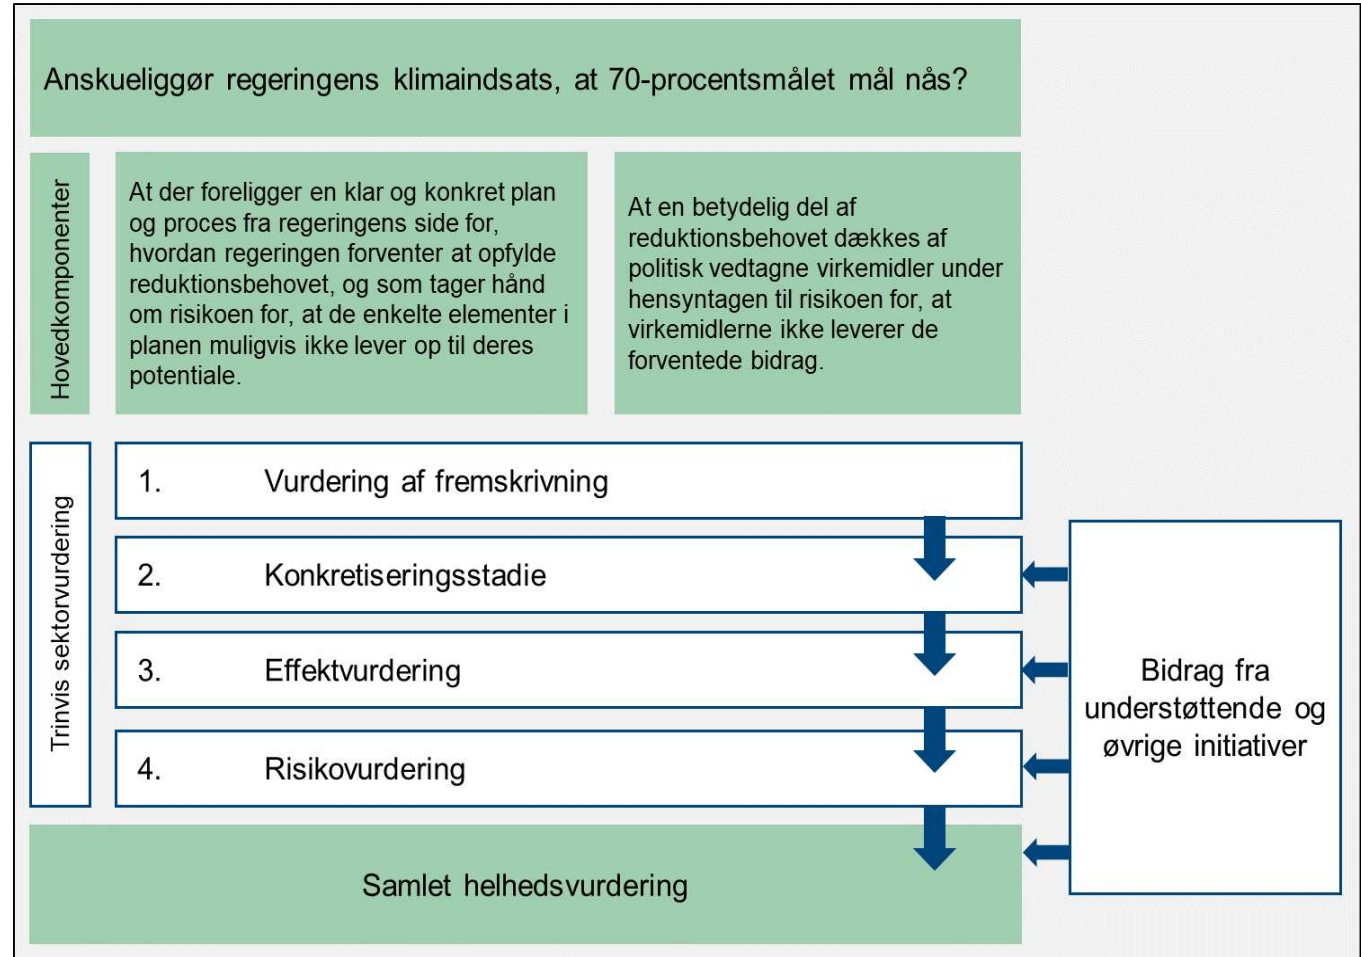 Anskueliggør regeringens klimaindsats, at 70-procentsmålet mål nås?
Hovedkomponenter
At der foreligger en klar og konkret plan
og proces fra regeringens side for,
hvordan regeringen forventer at opfylde
reduktionsbehovet, og som tager hånd
om risikoen for, at de enkelte elementer i
planen muligvis ikke lever op til deres
potentiale.
At en betydelig del af
reduktionsbehovet dækkes af
politisk vedtagne virkemidler under
hensyntagen til risikoen for, at
virkemidlerne ikke leverer de
forventede bidrag.
Trinvis sektorvurdering
1. Vurdering af fremskrivning
2. Konkretiseringsstadie
3. Effektvurdering
4. Risikovurdering
Bidrag fra
understøttende og
øvrige initiativer
Samlet helhedsvurdering